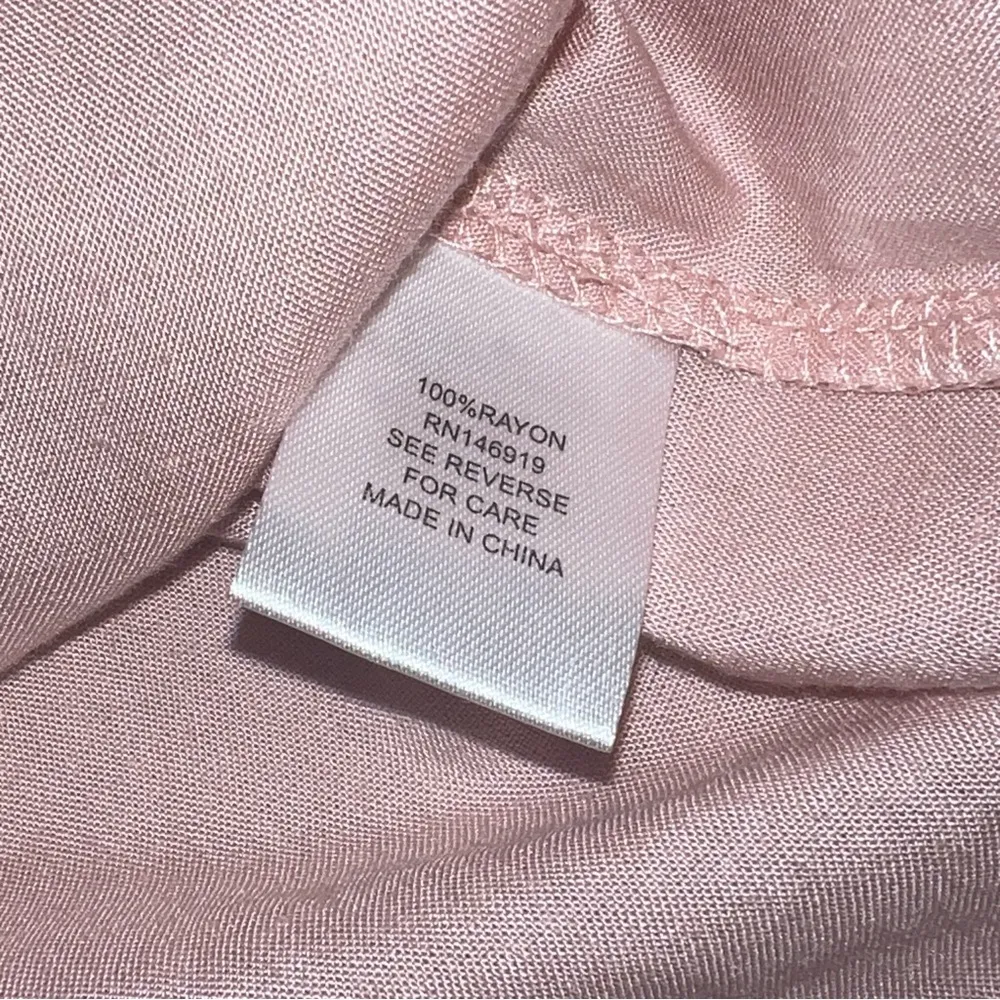 100%RAYON
RN146919
SEE REVERSE
FOR CARE
MADE IN CHINA